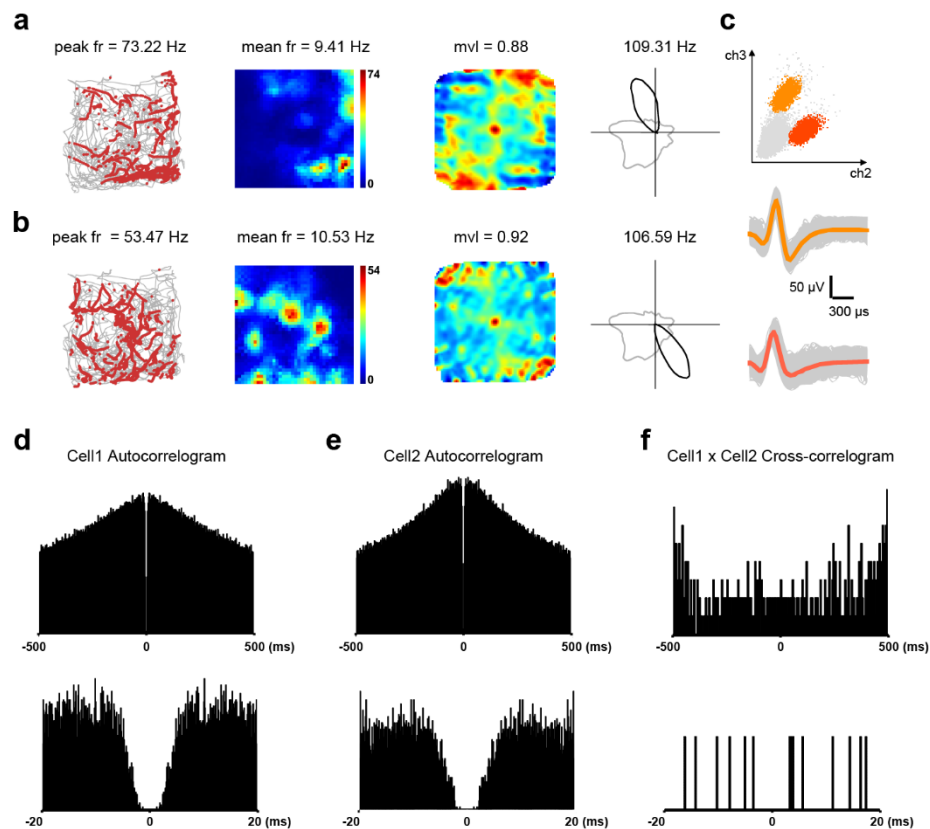 a
peak fr = 73.22 Hz
mean fr = 9.41 Hz
mvl = 0.88
109.31 Hz
74
0
b
peak fr = 53.47 Hz
mean fr = 10.53 Hz
mvl = 0.92
106.59 Hz
54
0
c
ch3
ch2
50 µV
300 µs
d
Cell1 Autocorrelogram
-500 0 500 (ms)
-20 0 20 (ms)
e
Cell2 Autocorrelogram
-500 0 500 (ms)
-20 0 20 (ms)
f
Cell1 x Cell2 Cross-correlogram
-500 0 500 (ms)
-20 0 20 (ms)